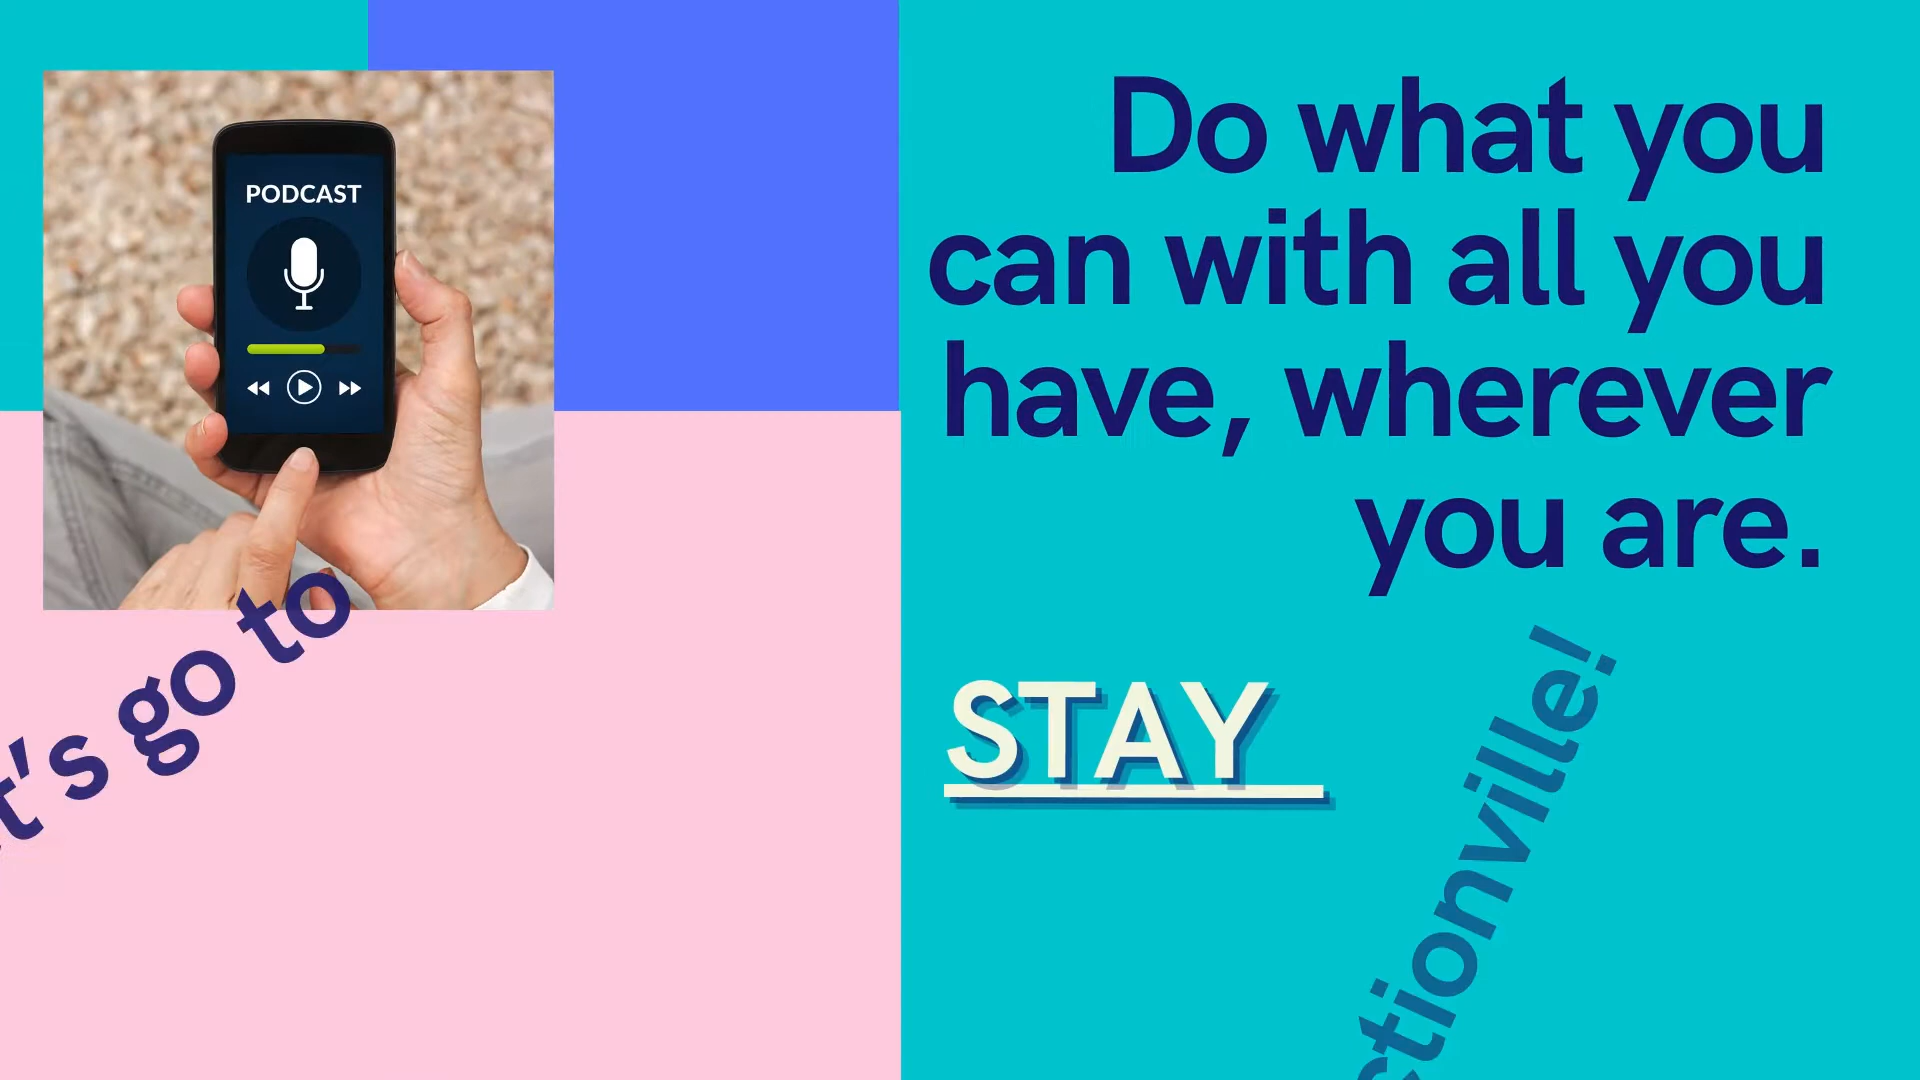 PODCAST
Do what you
can with all you
have, wherever
you are.
t's go to
STAY
ctionville!